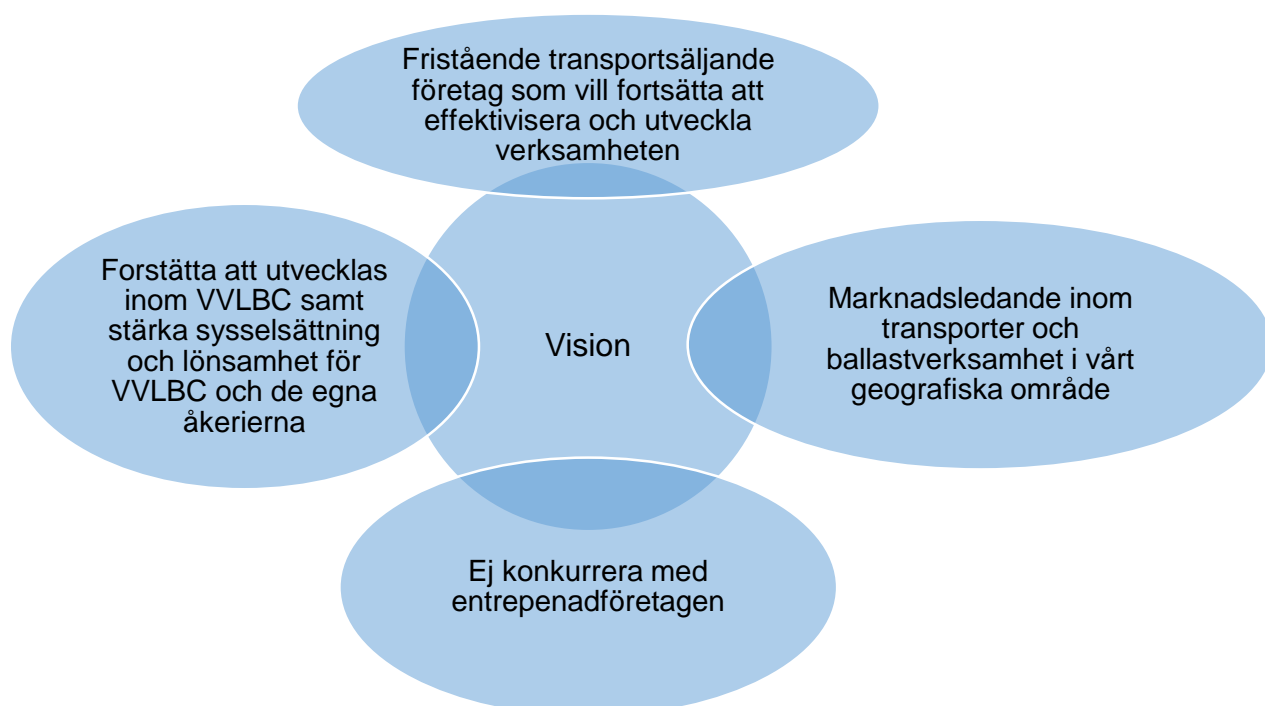 Fristående transportsäljande
företag som vill fortsätta att
effektivisera och utveckla
verksamheten
Forstätta att utvecklas
inom VVLBC samt
stärka sysselsättning
och lönsamhet för
VVLBC och de egna
åkerierna
Vision
Marknadsledande inom
transporter och
ballastverksamhet i vårt
geografiska område
Ej konkurrera med
entrepenadföretagen